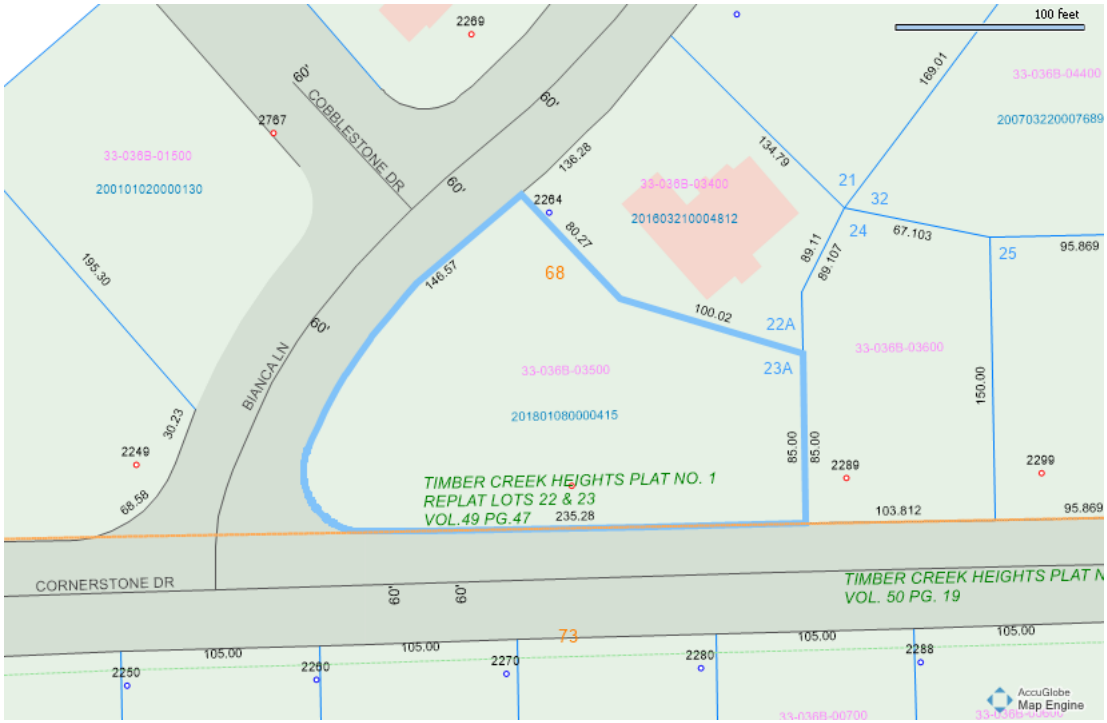 100 feet
2269
60'
COBBLESTONE DR
60'
169.01
33-036B-04400
200703220007689
2767
33-036B-01500
200101020000130
136.28
134.79
60'
33-036B-03400
201603210004812
2264
80.27
21
32
24
67.103
25
95.869
89.11
89.107
195.30
146.57
68
100.02
22A
23A
33-036B-03600
60'
BIANCA LN
33-036B-03500
201801080000415
150.00
30.23
2249
68.58
85.00
85.00
2289
2299
TIMBER CREEK HEIGHTS PLAT NO. 1
REPLAT LOTS 22 & 23
VOL.49 PG.47
235.28
103.812
95.869
CORNERSTONE DR
60'
60'
TIMBER CREEK HEIGHTS PLAT N
VOL. 50 PG. 19
73
105.00
105.00
105.00
105.00
2250
2260
2270
2280
2288
33-036B-00700
33-036B-00600
AccuGlobe
Map Engine